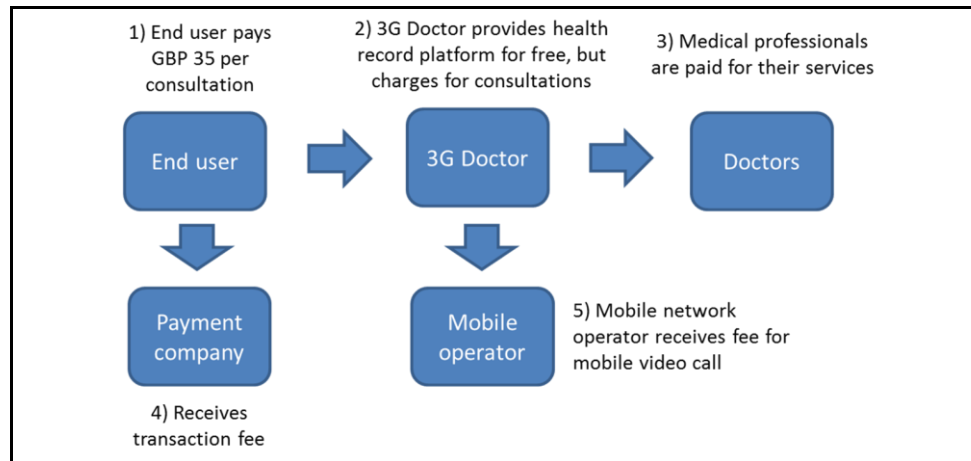 1) End user pays
GBP 35 per
consultation
2) 3G Doctor provides health
record platform for free, but
charges for consultations
3) Medical professionals
are paid for their services
End user
3G Doctor
Doctors
Payment
company
Mobile
operator
5) Mobile network
operator receives fee for
mobile video call
4) Receives
transaction fee